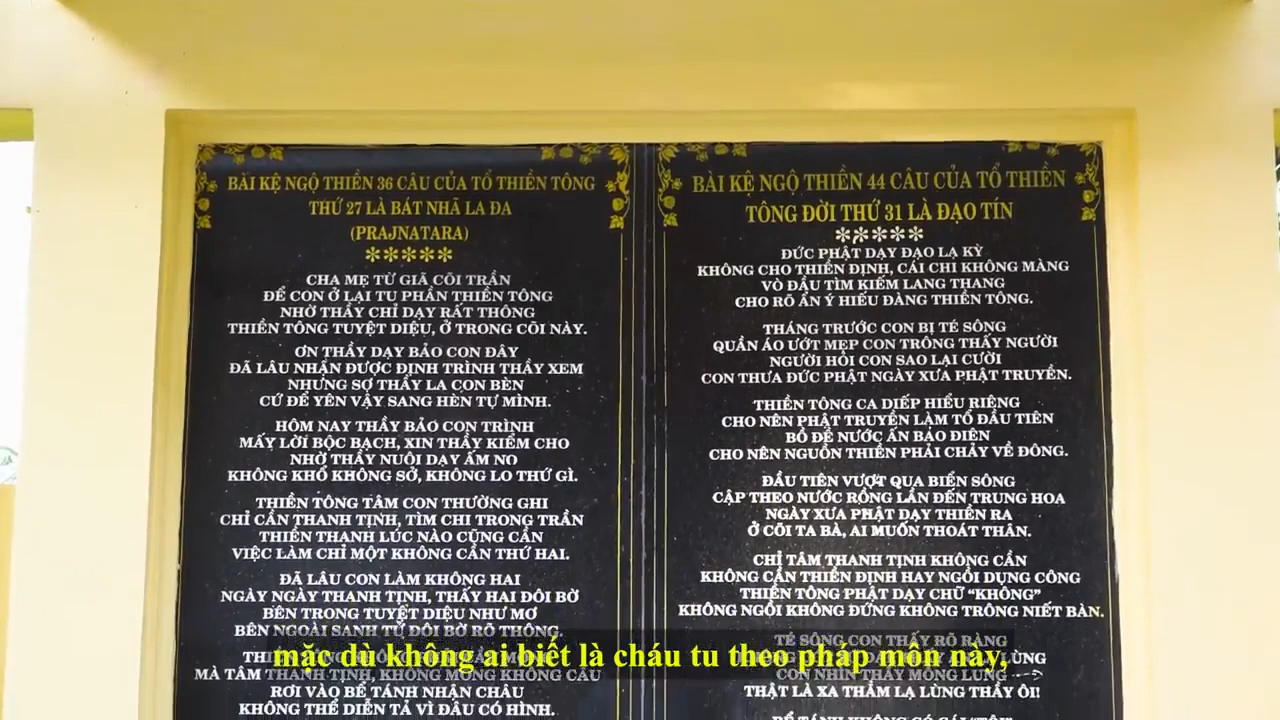 BÀI KỆ NGỘ THIỀN 36 CÂU CỦA TỔ THIỀN TÔNG
THỨ 27 LÀ BÁT NHÃ LA ĐA
(PRAJNATARA)
CHA MẸ TỪ GIÃ CÕI TRẦN
ĐỂ CON Ở LẠI TU PHẦN THIỀN TÔNG
NHỜ THẦY CHỈ DẠY RẤT THÔNG
THIỀN TÔNG TUYỆT DIỆU, Ở TRONG CÕI NÀY.
ƠN THẦY DẠY BẢO CON ĐÂY
ĐÃ LÂU NHẬN ĐƯỢC ĐỊNH TRÌNH THẦY XEM
NHƯNG SỢ THẦY LA CON BÈN
CỨ ĐỂ YÊN VẬY SANG HÈN TỰ MÌNH.
HÔM NAY THẦY BẢO CON TRÌNH
MẤY LỜI BỘC BẠCH, XIN THẦY KIỂM CHO
NHỜ THẦY NUÔI DẠY ẤM NO
KHÔNG KHỔ KHÔNG SỞ, KHÔNG LO THỨ GÌ.
THIỀN TÔNG TÂM CON THƯỜNG GHI
CHỈ CẦN THANH TỊNH, TÌM CHI TRONG TRẦN
THIỀN THANH LÚC NÀO CŨNG CẦN
VIỆC LÀM CHỈ MỘT KHÔNG CẦN THỨ HAI.
ĐÃ LÂU CON LÀM KHÔNG HAI
NGÀY NGÀY THANH TỊNH, THẤY HAI ĐÔI BỜ
BÊN TRONG TUYỆT DIỆU NHƯ MƠ
BÊN NGOÀI SANH TỬ ĐÔI BỜ RÕ THÔNG.
MÀ TÂM THANH TỊNH, KHÔNG MONG KHÔNG CẦU
RƠI VÀO BỂ TÁNH NHẬN CHÂU
KHÔNG THỂ DIỄN TẢ VÌ ĐÂU CÓ HÌNH.
BÀI KỆ NGỘ THIỀN 44 CÂU CỦA TỔ THIỀN
TÔNG ĐỜI THỨ 31 LÀ ĐẠO TÍN
ĐỨC PHẬT DẠY ĐẠO LẠ KỲ
KHÔNG CHO THIỀN ĐỊNH, CÁI CHI KHÔNG MÀNG
VÒ ĐẦU TÌM KIẾM LANG THANG
CHO RÕ ẨN Ý HIỂU ĐÀNG THIỀN TÔNG.
THÁNG TRƯỚC CON BỊ TÉ SÔNG
QUẦN ÁO ƯỚT MẸP CON TRÔNG THẤY NGƯỜI
NGƯỜI HỎI CON SAO LẠI CƯỜI
CON THƯA ĐỨC PHẬT NGÀY XƯA PHẬT TRUYỀN.
THIỀN TÔNG CA DIẾP HIỂU RIÊNG
CHO NÊN PHẬT TRUYỀN LÀM TỔ ĐẦU TIÊN
BỒ ĐỀ NƯỚC ẤN BẢO ĐIÊN
CHO NÊN NGUỒN THIỀN PHẢI CHẢY VỀ ĐÔNG.
ĐẦU TIÊN VƯỢT QUA BIỂN SÔNG
CẬP THEO NƯỚC RỒNG LẦN ĐẾN TRUNG HOA
NGÀY XƯA PHẬT DẠY THIỀN RA
Ở CÕI TA BÀ, AI MUỐN THOÁT THÂN.
CHỈ TÂM THANH TỊNH KHÔNG CẦN
KHÔNG CẦN THIỀN ĐỊNH HAY NGỒI DỤNG CÔNG
THIỀN TÔNG PHẬT DẠY CHỮ “KHÔNG”
KHÔNG NGỒI KHÔNG ĐỨNG KHÔNG TRÔNG NIẾT BÀN.
TÉ SÔNG CON THẤY RÕ RÀNG
LÙNG
CON NHÌN THẤY MÔNG LUNG
THẬT LÀ XA THẲM LẠ LÙNG THẦY ÔI!
mặc dù không ai biết là cháu tu theo pháp môn này,